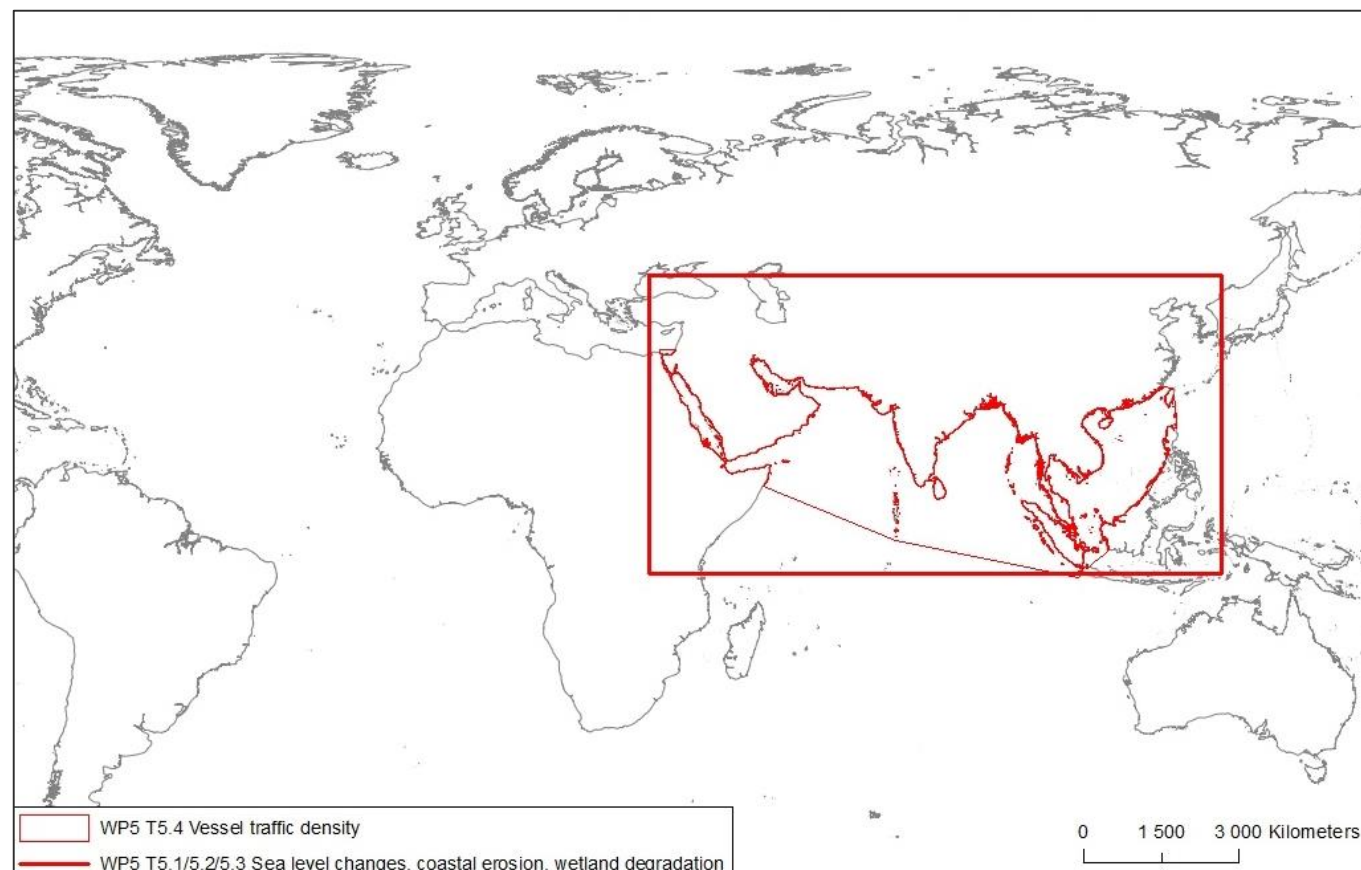 WP5 T5.4 Vessel traffic density
WP5 T5.1/5.2/5.3 Sea level changes, coastal erosion, wetland degradation
0 1 500 3 000 Kilometers